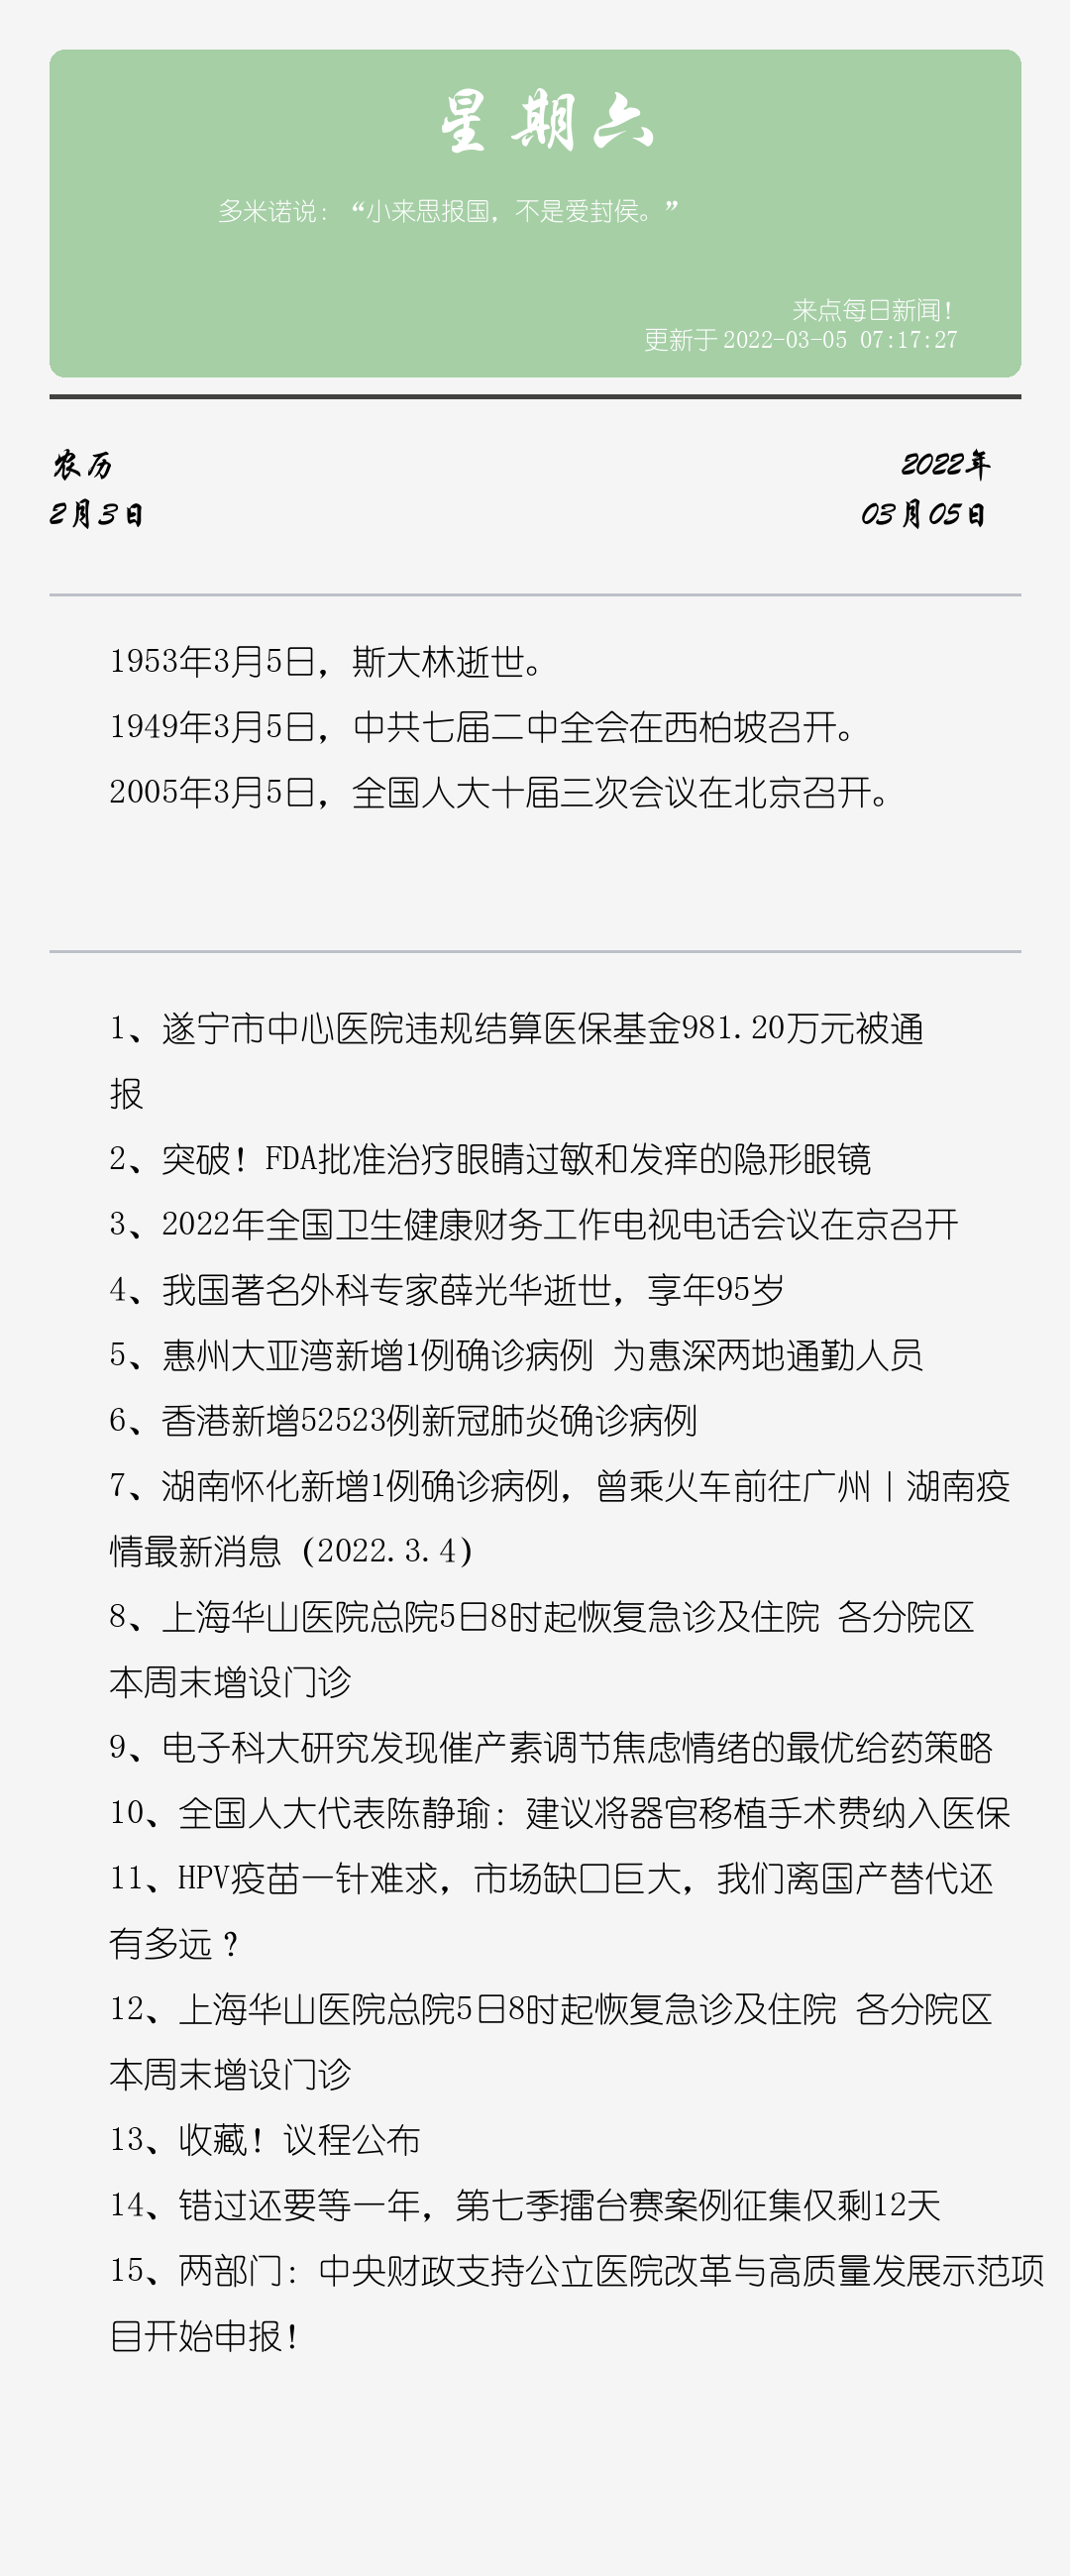 星期六
多米诺说：“小来思报国，不是爱封侯。”
来点每日新闻！
更新于 2022-03-05 07:17:27
农历
2022年
2月3日
03月05日
1953年3月5日，斯大林逝世。
1949年3月5日，中共七届二中全会在西柏坡召开。
2005年3月5日，全国人大十届三次会议在北京召开。
1、遂宁市中心医院违规结算医保基金981.20万元被通
报
2、突破！FDA批准治疗眼睛过敏和发痒的隐形眼镜
3、2022年全国卫生健康财务工作电视电话会议在京召开
4、我国著名外科专家薛光华逝世，享年95岁
5、惠州大亚湾新增1例确诊病例 为惠深两地通勤人员
6、香港新增52523例新冠肺炎确诊病例
7、湖南怀化新增1例确诊病例，曾乘火车前往广州丨湖南疫
情最新消息（2022.3.4）
8、上海华山医院总院5日8时起恢复急诊及住院 各分院区
本周末增设门诊
9、电子科大研究发现催产素调节焦虑情绪的最优给药策略
10、全国人大代表陈静瑜：建议将器官移植手术费纳入医保
11、HPV疫苗一针难求，市场缺口巨大，我们离国产替代还
有多远？
12、上海华山医院总院5日8时起恢复急诊及住院 各分院区
本周末增设门诊
13、收藏！议程公布
14、错过还要等一年，第七季擂台赛案例征集仅剩12天
15、两部门：中央财政支持公立医院改革与高质量发展示范项
目开始申报！